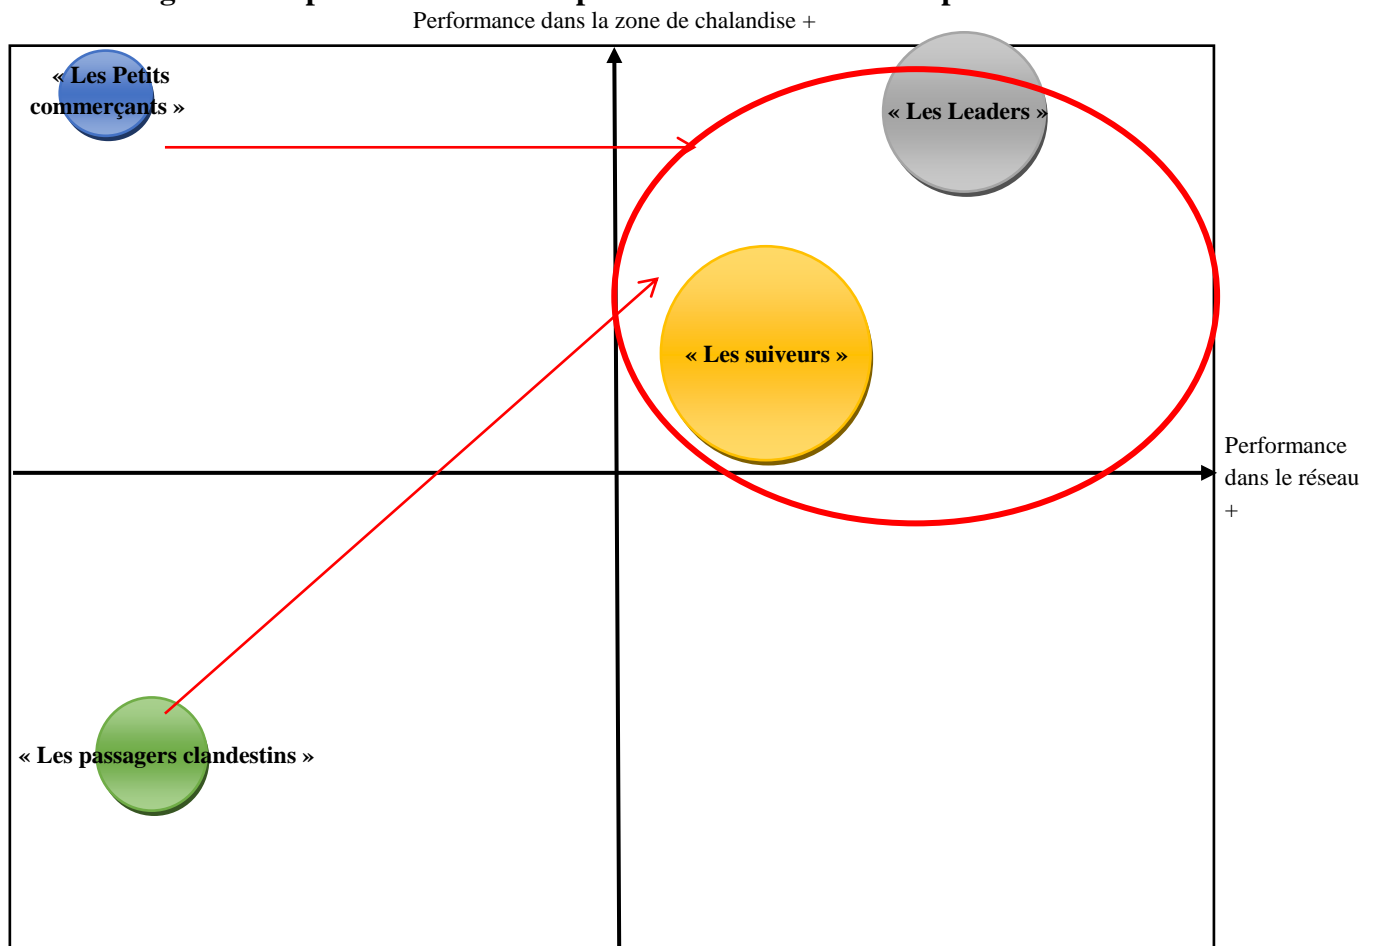 Performance dans la zone de chalandise +
« Les Petits
commerçants »
« Les Leaders »
« Les suiveurs »
Performance
dans le réseau
+
« Les passagers clandestins »